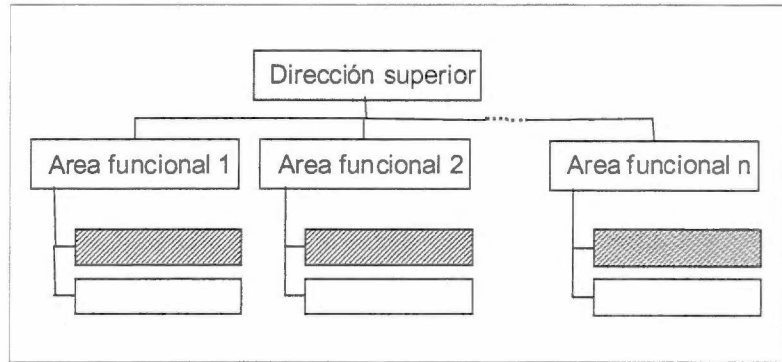 Dirección superior
Area funcional 1
Area funcional 2
Area funcional n